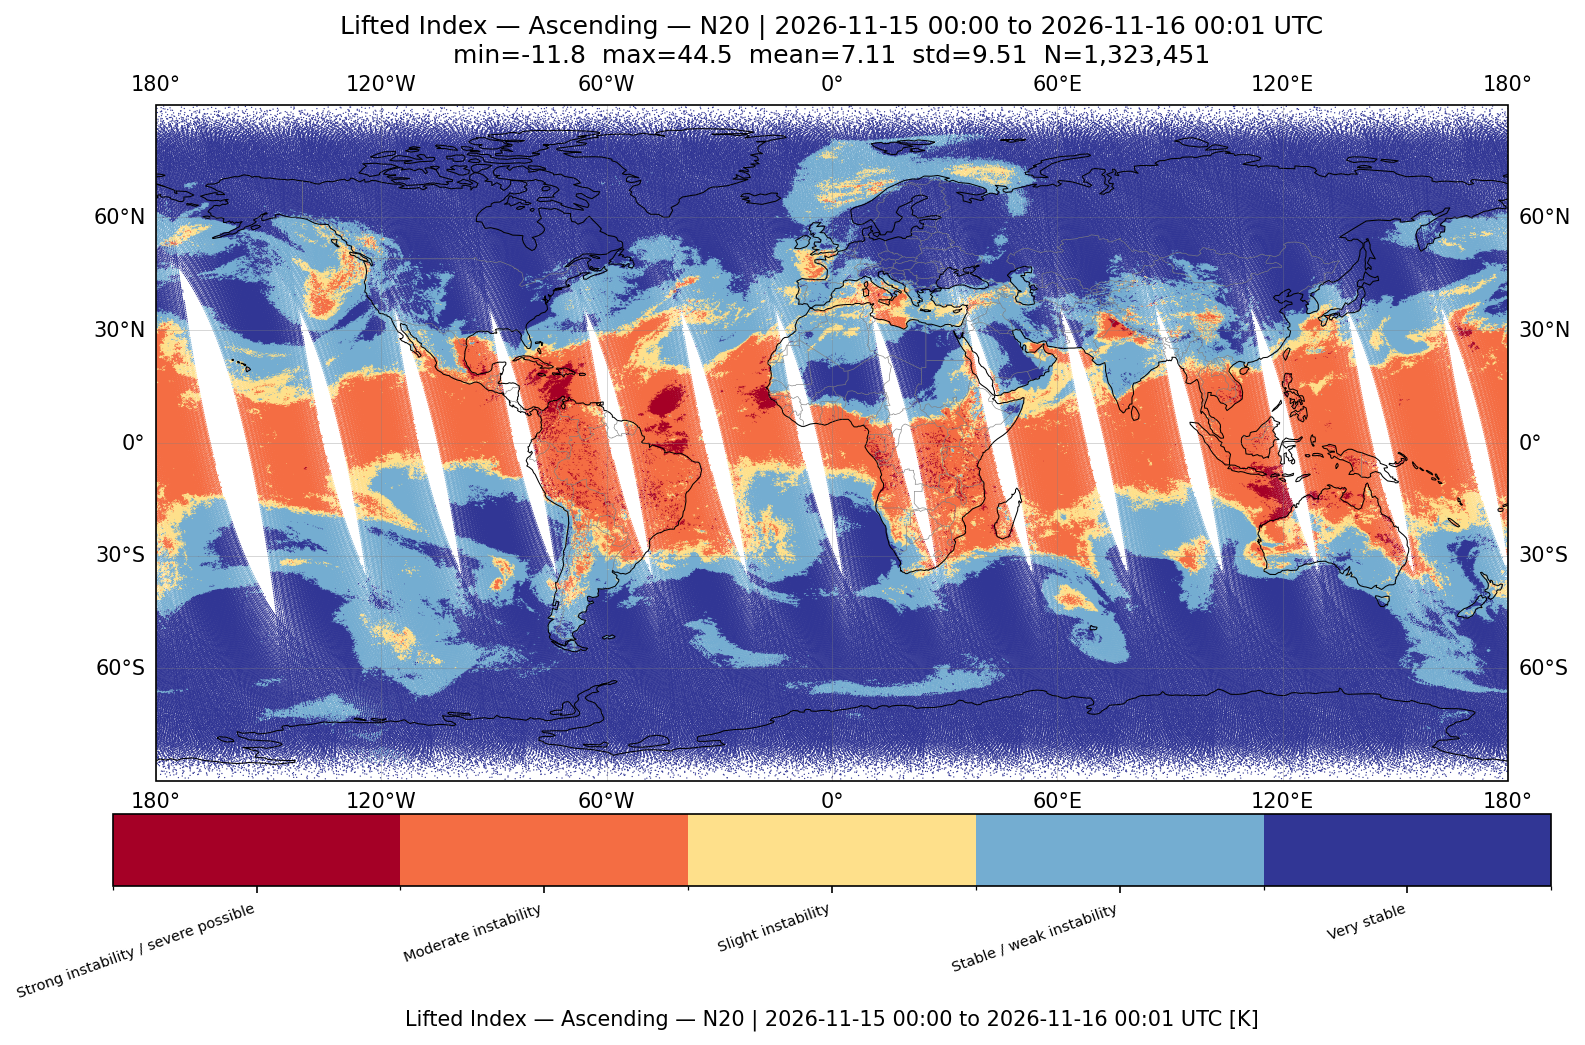 Lifted Index — Ascending — N20 | 2026-11-15 00:00 to 2026-11-16 00:01 UTC
min=-11.8  max=44.5  mean=7.11  std=9.51  N=1,323,451
180° 120°W 60°W 0° 60°E 120°E 180°
60°N 60°N
30°N 30°N
0° 0°
30°S 30°S
60°S 60°S
180° 120°W 60°W 0° 60°E 120°E 180°
Strong instability / severe possible
Moderate instability
Slight instability
Stable / weak instability
Very stable
Lifted Index — Ascending — N20 | 2026-11-15 00:00 to 2026-11-16 00:01 UTC [K]